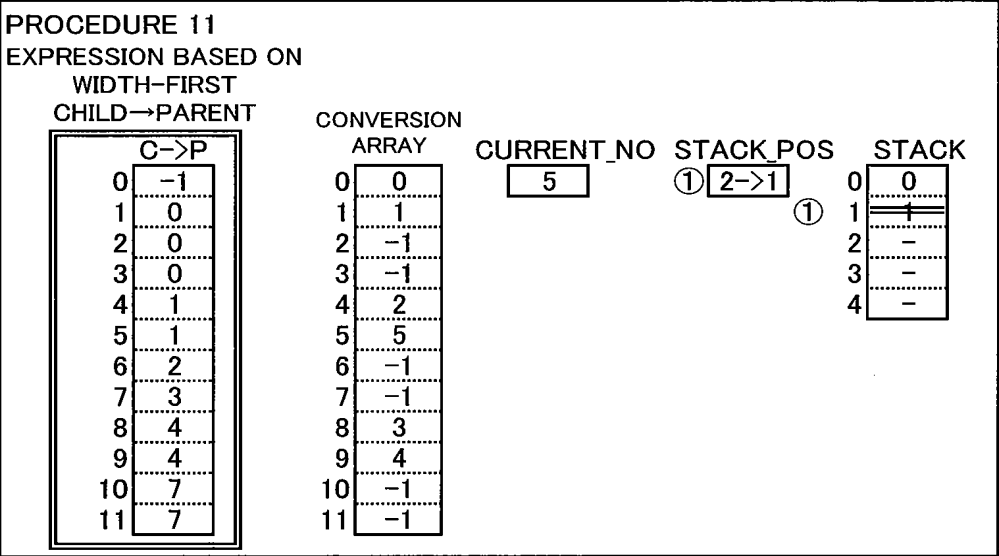 PROCEDURE 11
EXPRESSION BASED ON
WIDTH-FIRST
CHILD→PARENT
CONVERSION
ARRAY
CURRENT_NO
STACK_POS
STACK
C->P
0 -1 0 0 5 ① 2->1 0 0
1 0 1 1 ① 1 1
2 0 2 -1 2 -
3 0 3 -1 3 -
4 1 4 2 4 -
5 1 5 5
6 2 6 -1
7 3 7 -1
8 4 8 3
9 4 9 4
10 7 10 -1
11 7 11 -1